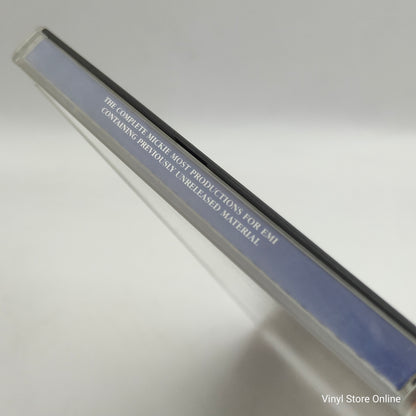 THE COMPLETE MICKIE MOST PRODUCTIONS FOR EMI
CONTAINING PREVIOUSLY UNRELEASED MATERIAL
Vinyl Store Online